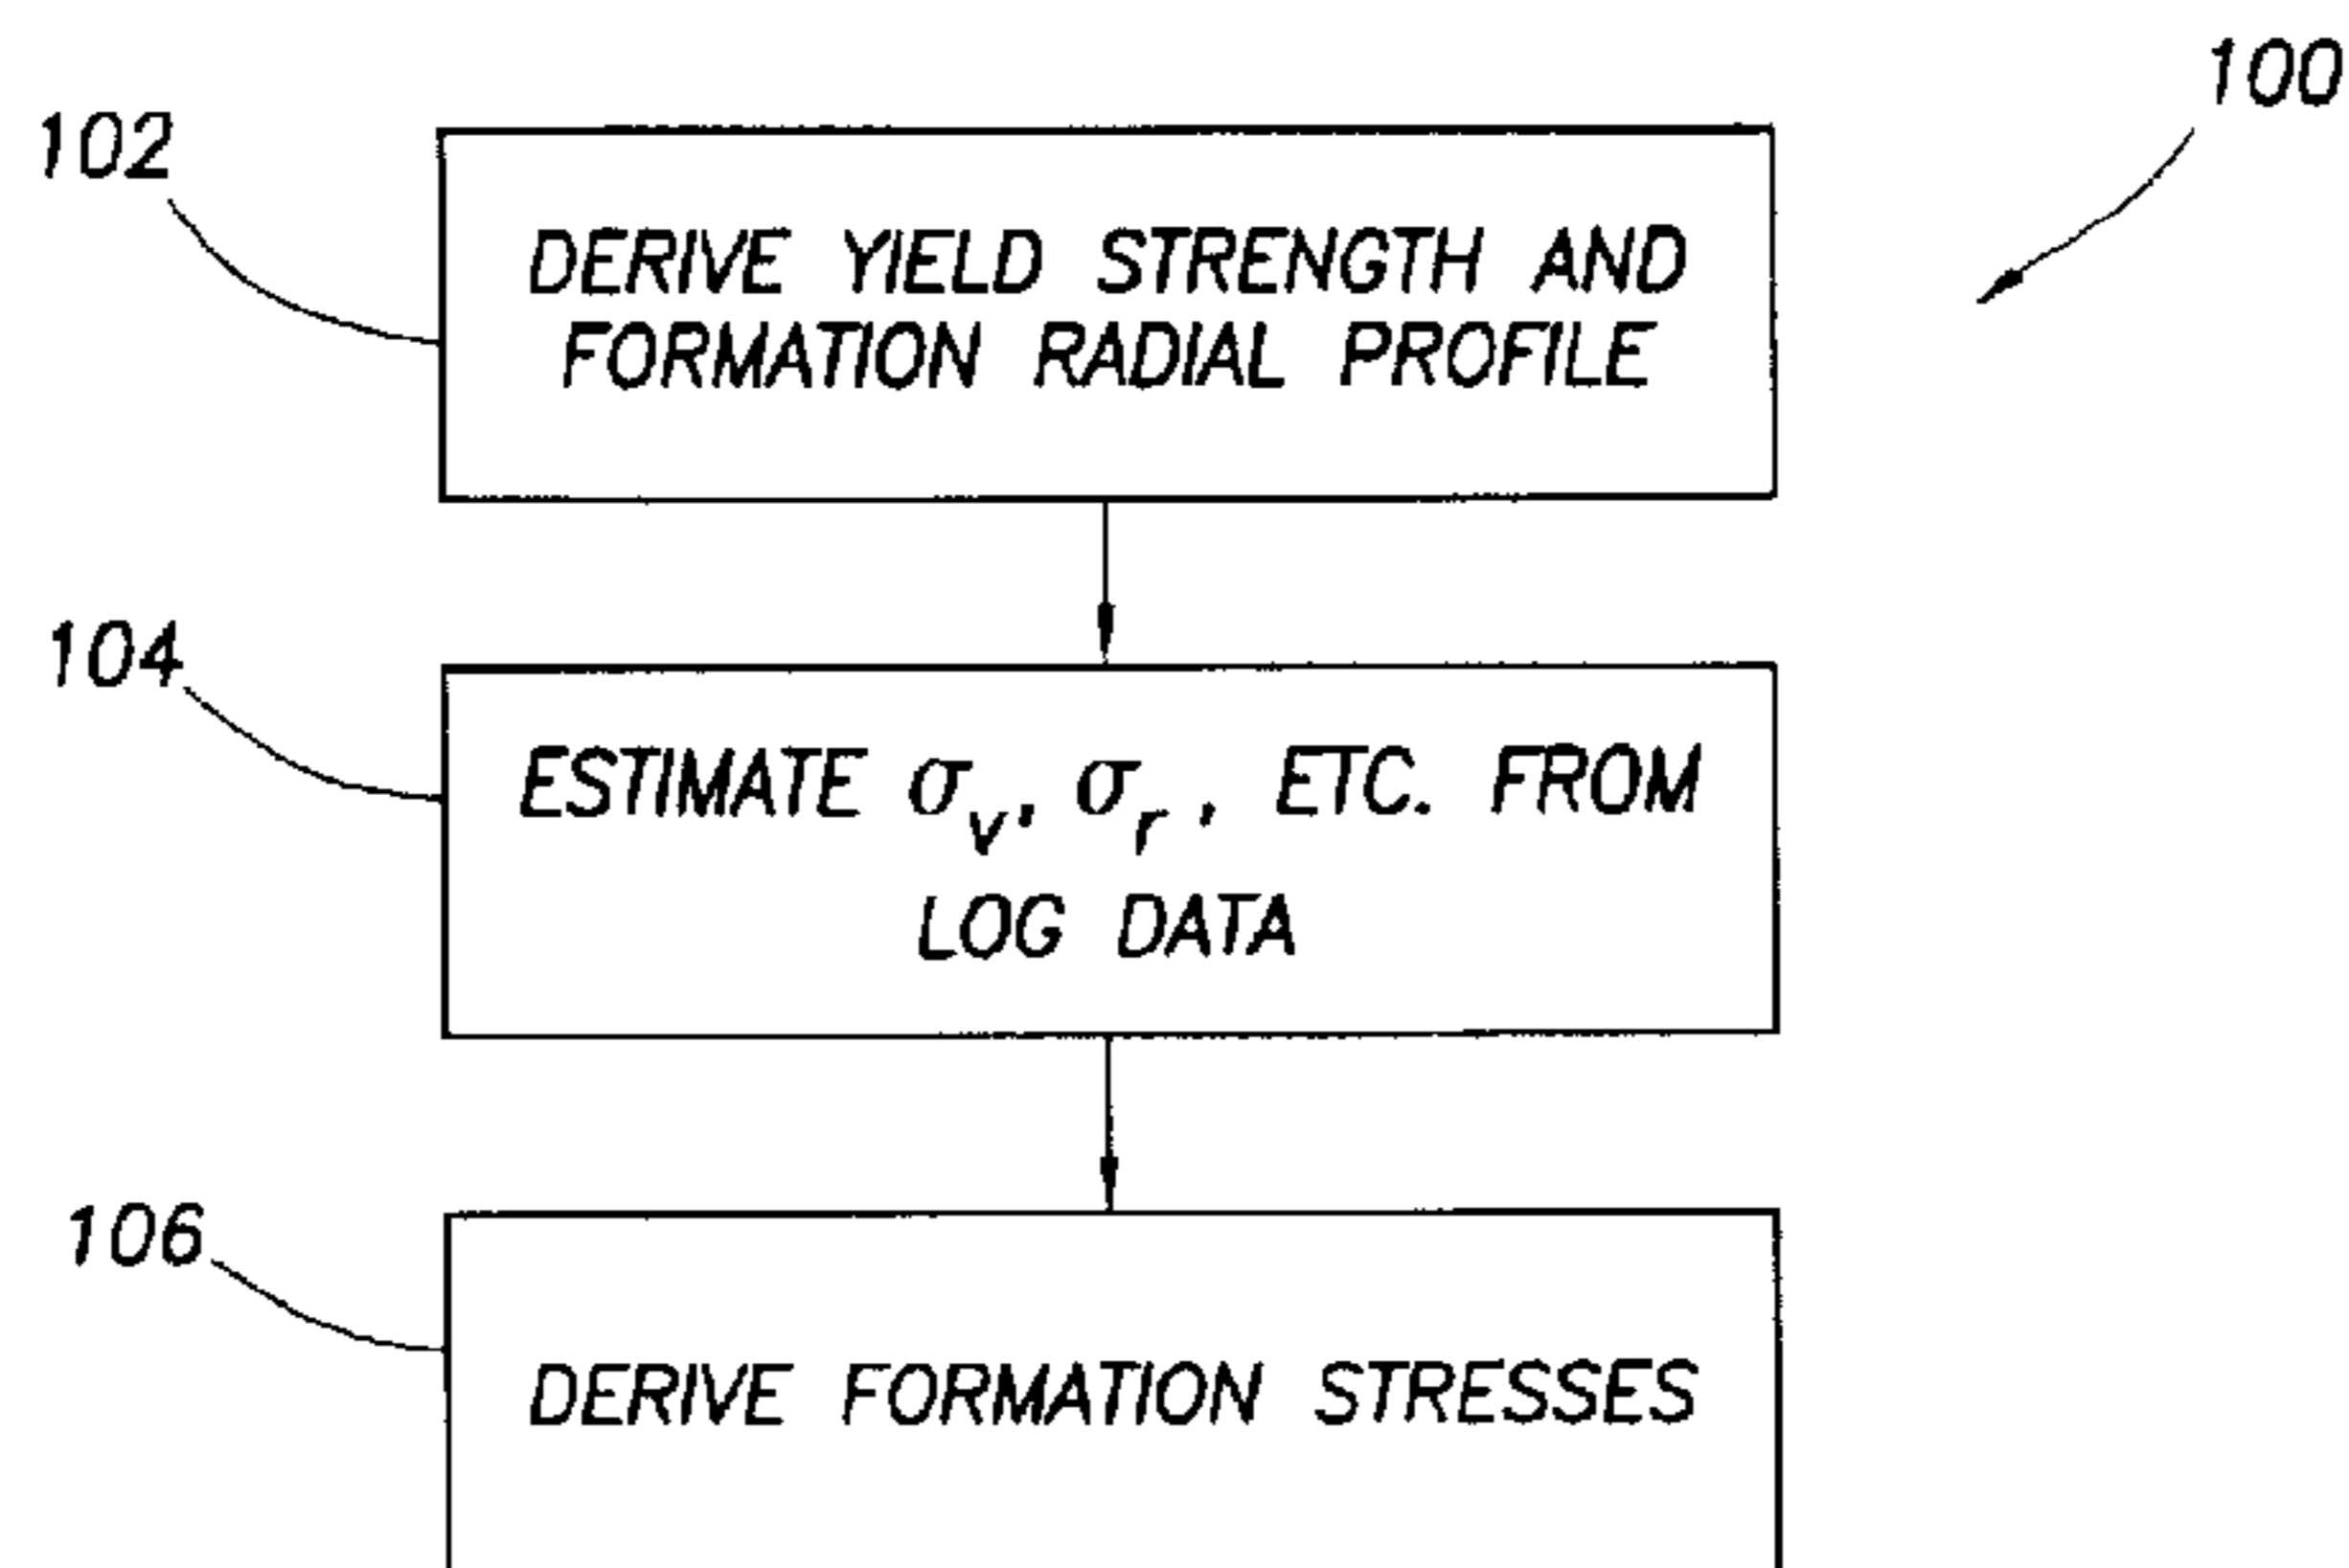 100
102
DERIVE YIELD STRENGTH AND
FORMATION RADIAL PROFILE
104
ESTIMATE σv, σr, ETC. FROM
LOG DATA
106
DERIVE FORMATION STRESSES